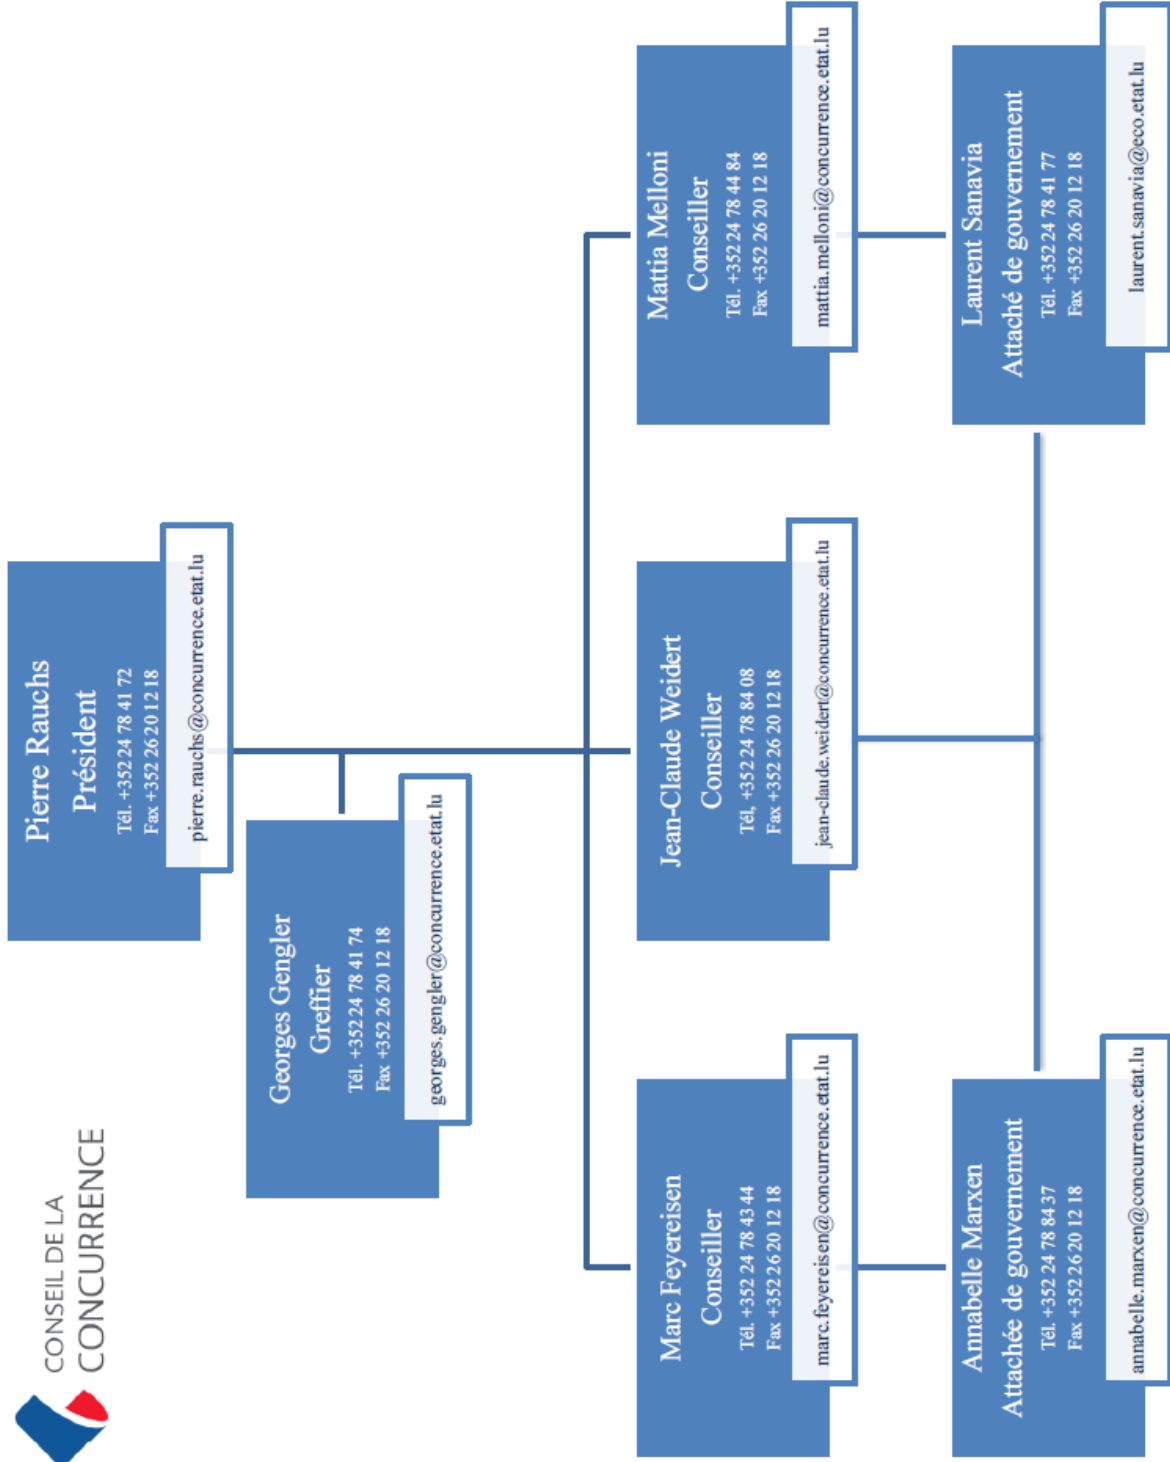 CONSEIL DE LA
CONCURRENCE
Pierre Rauchs
Président
Tél. +352 24 78 41 72
Fax +352 26 20 12 18
pierre.rauchs@concurrence.etat.lu
Georges Gengler
Greffier
Tél. +352 24 78 41 74
Fax +352 26 20 12 18
georges.gengler@concurrence.etat.lu
Marc Feyereisen
Conseiller
Tél. +352 24 78 43 44
Fax +352 26 20 12 18
marc.feyereisen@concurrence.etat.lu
Jean-Claude Weidert
Conseiller
Tél, +352 24 78 84 08
Fax +352 26 20 12 18
jean-claude.weidert@concurrence.etat.lu
Mattia Melloni
Conseiller
Tél. +352 24 78 44 84
Fax +352 26 20 12 18
mattia.melloni@concurrence.etat.lu
Annabelle Marxen
Attachée de gouvernement
Tél. +352 24 78 84 37
Fax +352 26 20 12 18
annabelle.marxen@concurrence.etat.lu
Laurent Sanavia
Attaché de gouvernement
Tél. +352 24 78 41 77
Fax +352 26 20 12 18
laurent.sanavia@eco.etat.lu